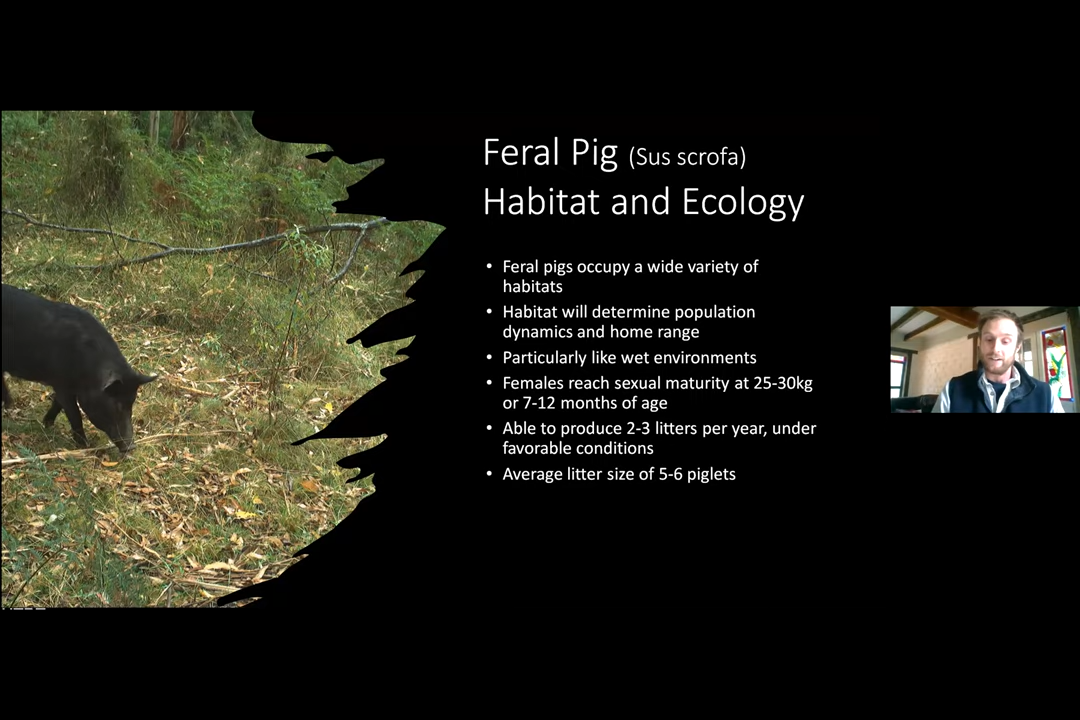 Feral Pig (Sus scrofa)
Habitat and Ecology
• Feral pigs occupy a wide variety of
habitats
• Habitat will determine population
dynamics and home range
• Particularly like wet environments
• Females reach sexual maturity at 25-30kg
or 7-12 months of age
• Able to produce 2-3 litters per year, under
favorable conditions
• Average litter size of 5-6 piglets